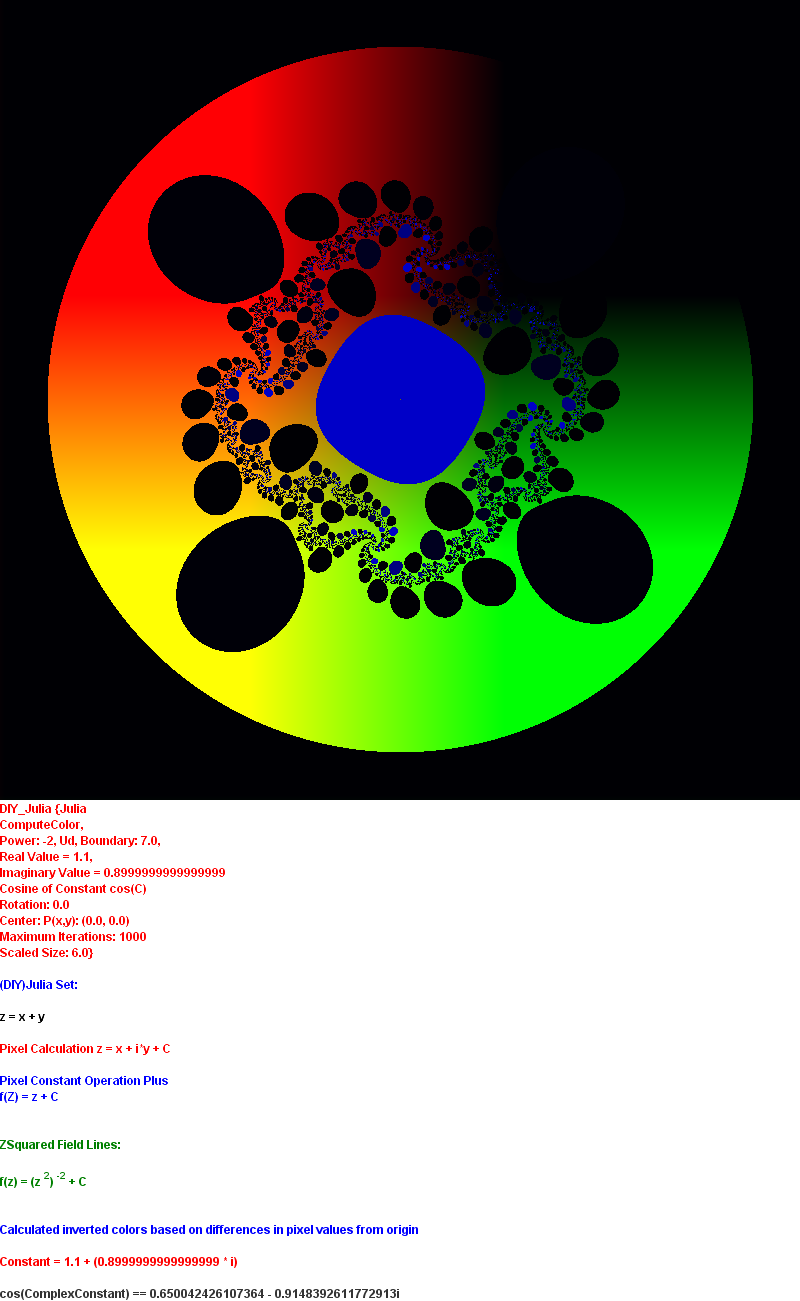 DIY_Julia {Julia
ComputeColor,
Power: -2, Ud, Boundary: 7.0,
Real Value = 1.1,
Imaginary Value = 0.8999999999999999
Cosine of Constant cos(C)
Rotation: 0.0
Center: P(x,y): (0.0, 0.0)
Maximum Iterations: 1000
Scaled Size: 6.0}
(DIY)Julia Set:
z = x + y
Pixel Calculation z = x + i*y + C
Pixel Constant Operation Plus
f(Z) = z + C
ZSquared Field Lines:
f(z) = (z 2) -2 + C
Calculated inverted colors based on differences in pixel values from origin
Constant = 1.1 + (0.8999999999999999 * i)
cos(ComplexConstant) == 0.650042426107364 - 0.9148392611772913i